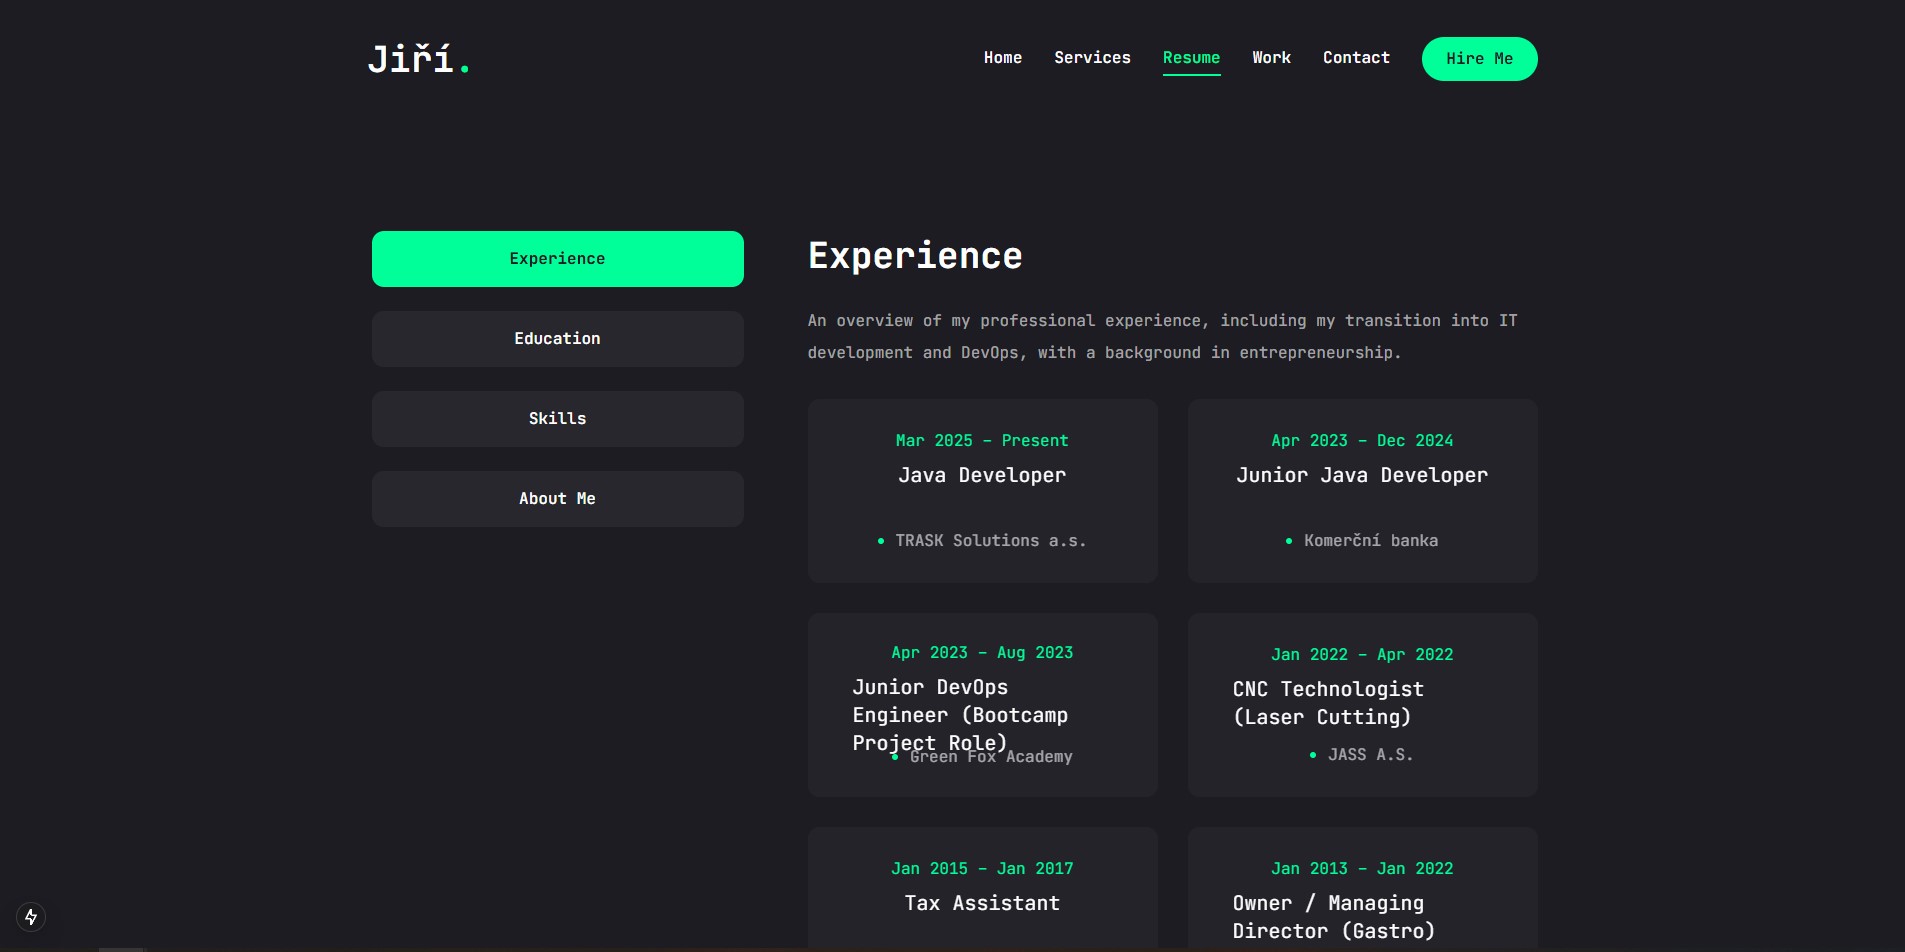 Jiří.
Home Services Resume Work Contact Hire Me
Experience
Education
Skills
About Me
Experience
An overview of my professional experience, including my transition into IT
development and DevOps, with a background in entrepreneurship.
Mar 2025 – Present
Java Developer
TRASK Solutions a.s.
Apr 2023 – Dec 2024
Junior Java Developer
Komerční banka
Apr 2023 – Aug 2023
Junior DevOps
Engineer (Bootcamp
Project Role)
Green Fox Academy
Jan 2022 – Apr 2022
CNC Technologist
(Laser Cutting)
JASS A.S.
Jan 2015 – Jan 2017
Tax Assistant
Jan 2013 – Jan 2022
Owner / Managing
Director (Gastro)